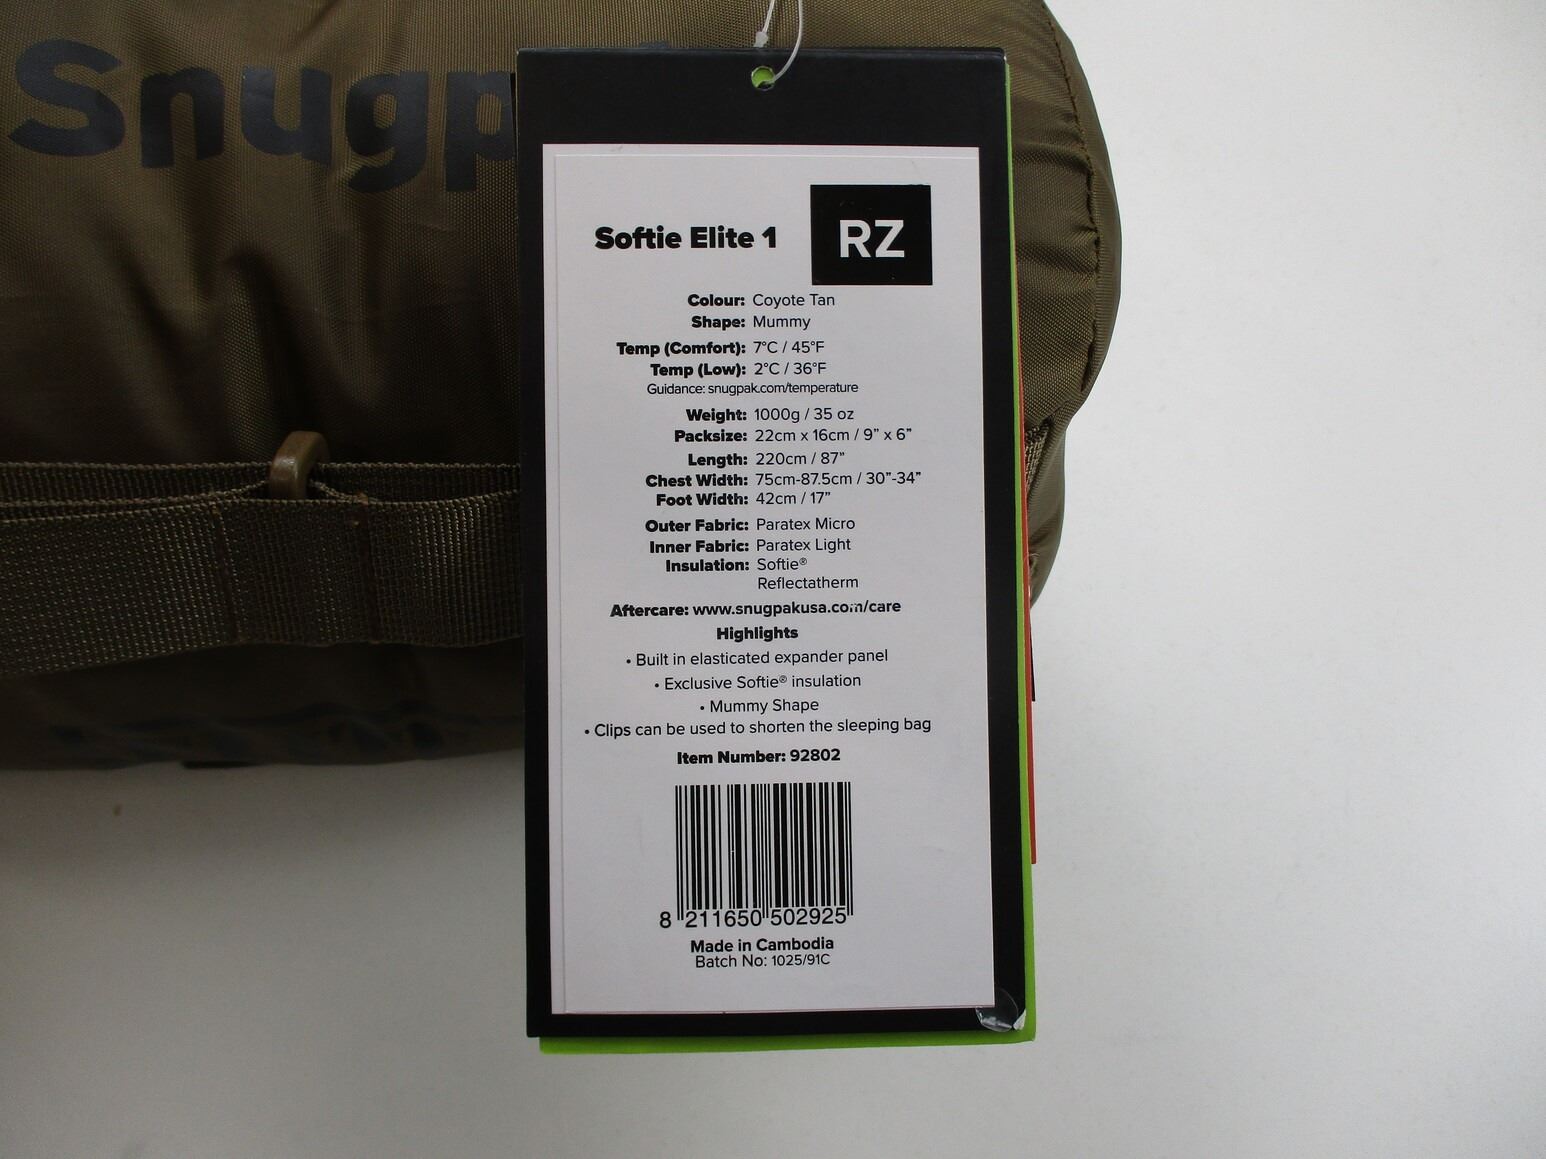 Snugp
Softie Elite 1
RZ
Colour: Coyote Tan
Shape: Mummy
Temp (Comfort): 7°C / 45°F
Temp (Low): 2°C / 36°F
Guidance: snugpak.com/temperature
Weight: 1000g / 35 oz
Packsize: 22cm x 16cm / 9” x 6”
Length: 220cm / 87”
Chest Width: 75cm-87.5cm / 30”-34”
Foot Width: 42cm / 17”
Outer Fabric: Paratex Micro
Inner Fabric: Paratex Light
Insulation: Softie®
Reflectatherm
Aftercare: www.snugpakusa.com/care
Highlights
• Built in elasticated expander panel
• Exclusive Softie® insulation
• Mummy Shape
• Clips can be used to shorten the sleeping bag
Item Number: 92802
8 211650 502925
Made in Cambodia
Batch No: 1025/91C